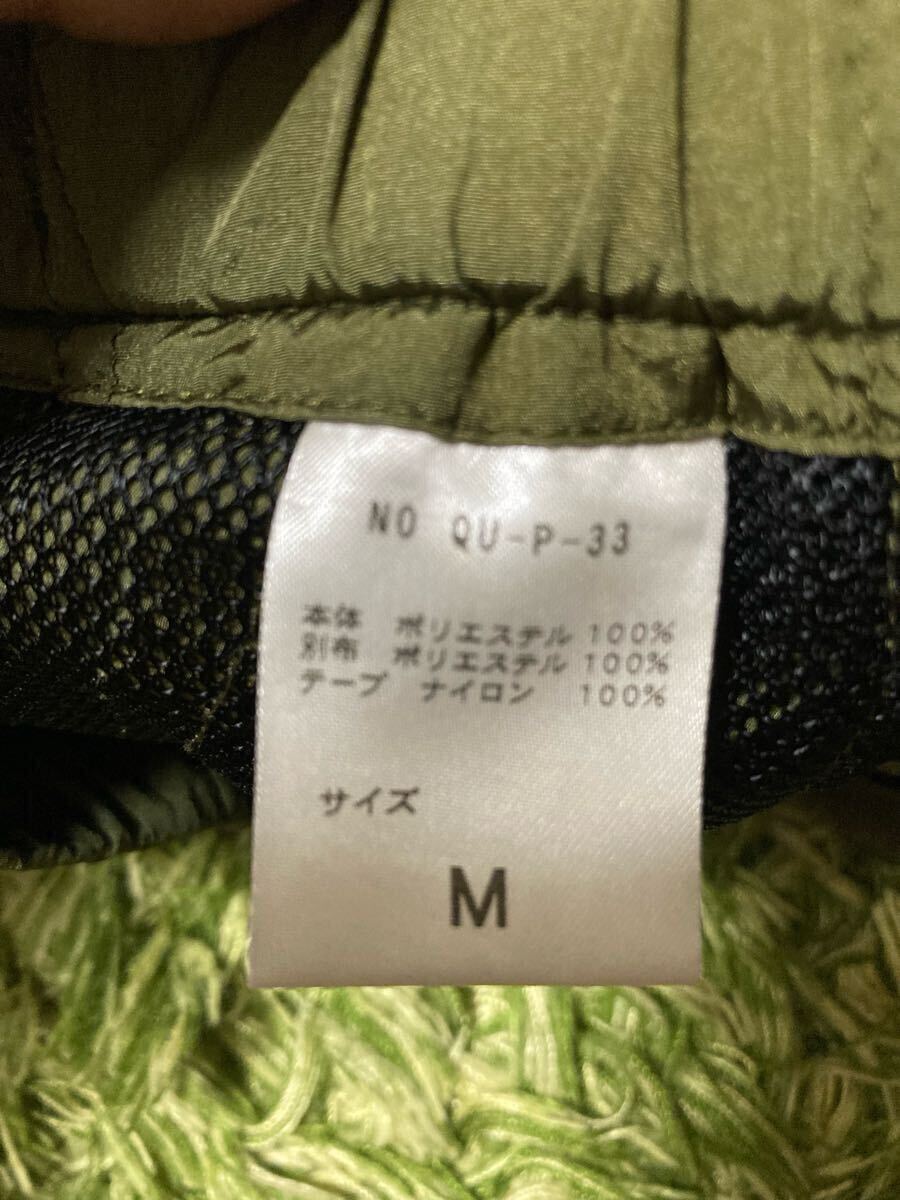 NO QU-P-33
本体 ポリエステル 100%
別布 ポリエステル 100%
テープ ナイロン 100%
サイズ
M